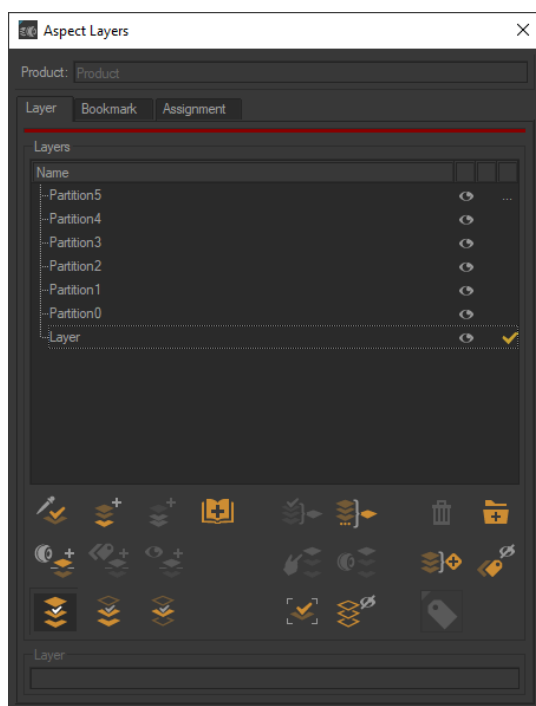 Aspect Layers
Product: Product
Layer Bookmark Assignment
Layers
Name
Partition5 ...
Partition4
Partition3
Partition2
Partition1
Partition0
Layer
Layer